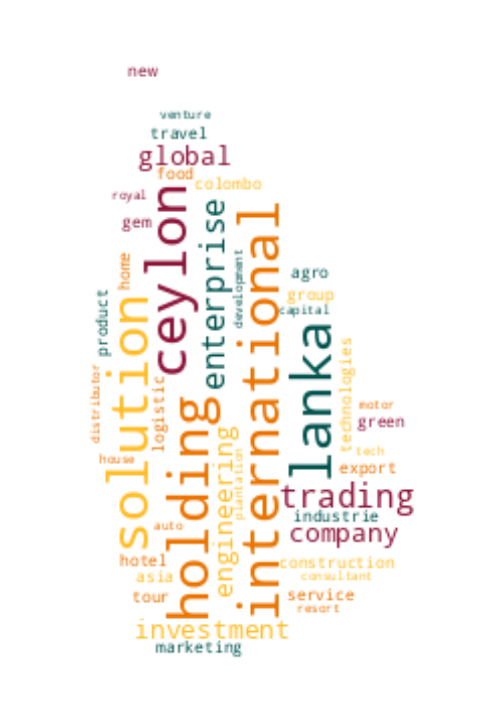 new
venture
travel
global
food
colombo
royal
ceylon
enterprise
international
gem
home
development
agro
product
solution
group
capital
lanka
technologies
distributor
logistic
holding
motor
green
engineering
plantation
tech
house
export
trading
auto
industrie
company
hotel
construction
asia
consultant
tour
service
resort
investment
marketing